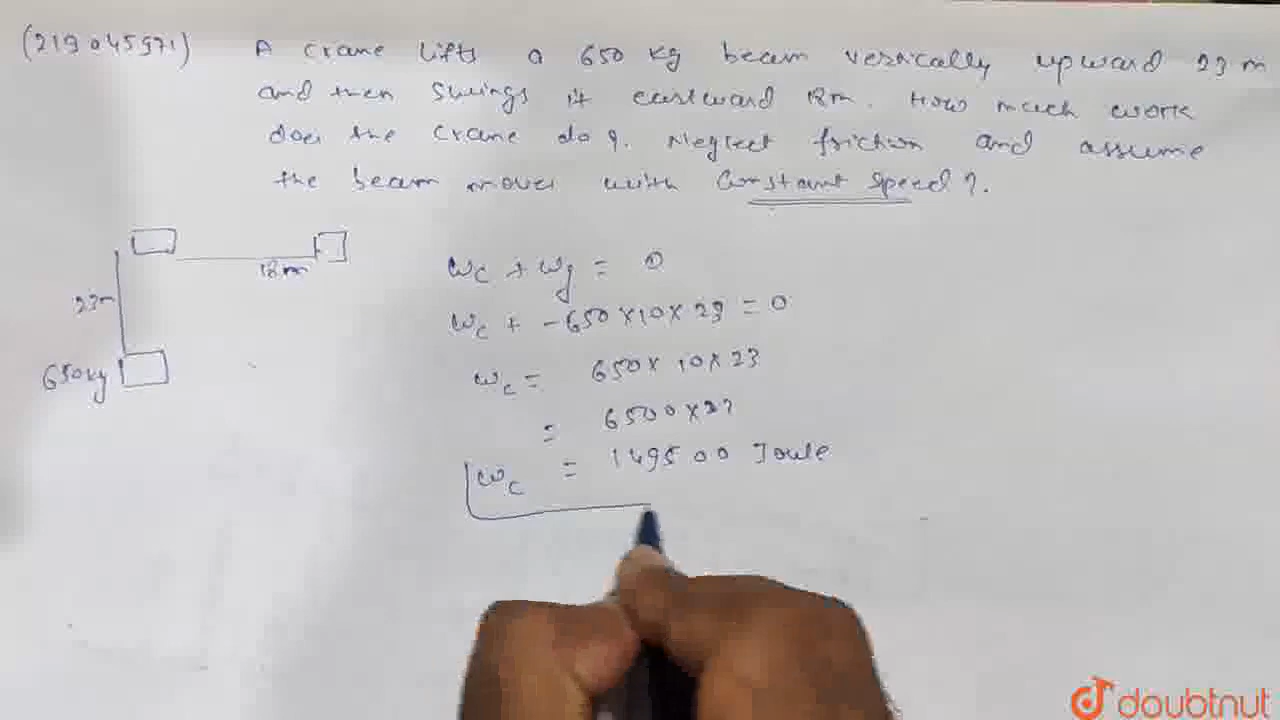 (219045971) A crane lifts a 650 kg beam vertically upward 23 m
and then swings it eastward 18m. How much work
does the crane do?. Neglect friction and assume
the beam moves with Constant Speed?.
23m
18m
650kg
wc + wg = 0
wc + -650×10×23 = 0
wc = 650×10×23
= 6500×23
wc = 149500 Joule
doubtnut